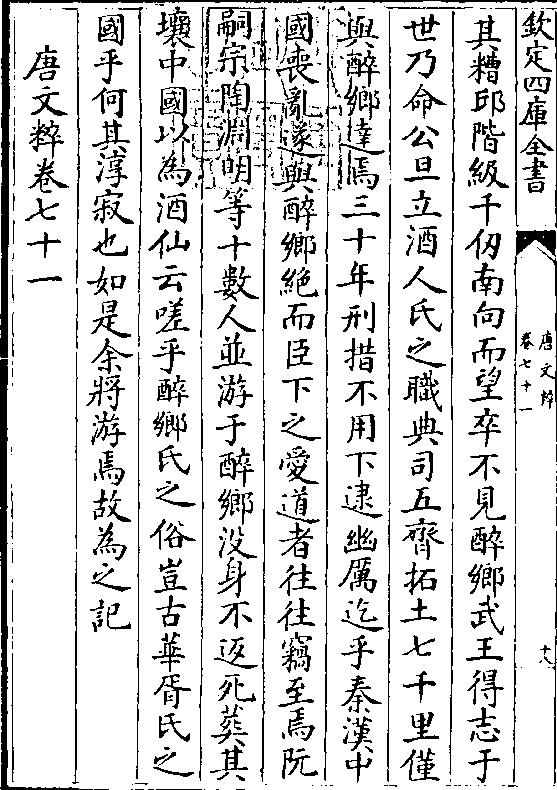 欽定四庫全書
唐文粹
卷七十一
十八
其糟邱階級千仭南向而望卒不見醉鄉武王得志于
世乃命公旦立酒人氏之職典司五齊拓土七千里僅
與醉鄉達焉三十年刑措不用下逮幽厲迄乎秦漢中
國喪亂遂與醉鄉絶而臣下之愛道者往往竊至焉阮
嗣宗陶淵明等十數人並游于醉鄉没身不返死葬其
壤中國以為酒仙云嗟乎醉鄉氏之俗豈古華胥氏之
國乎何其淳寂也如是余將游焉故為之記
唐文粹卷七十一